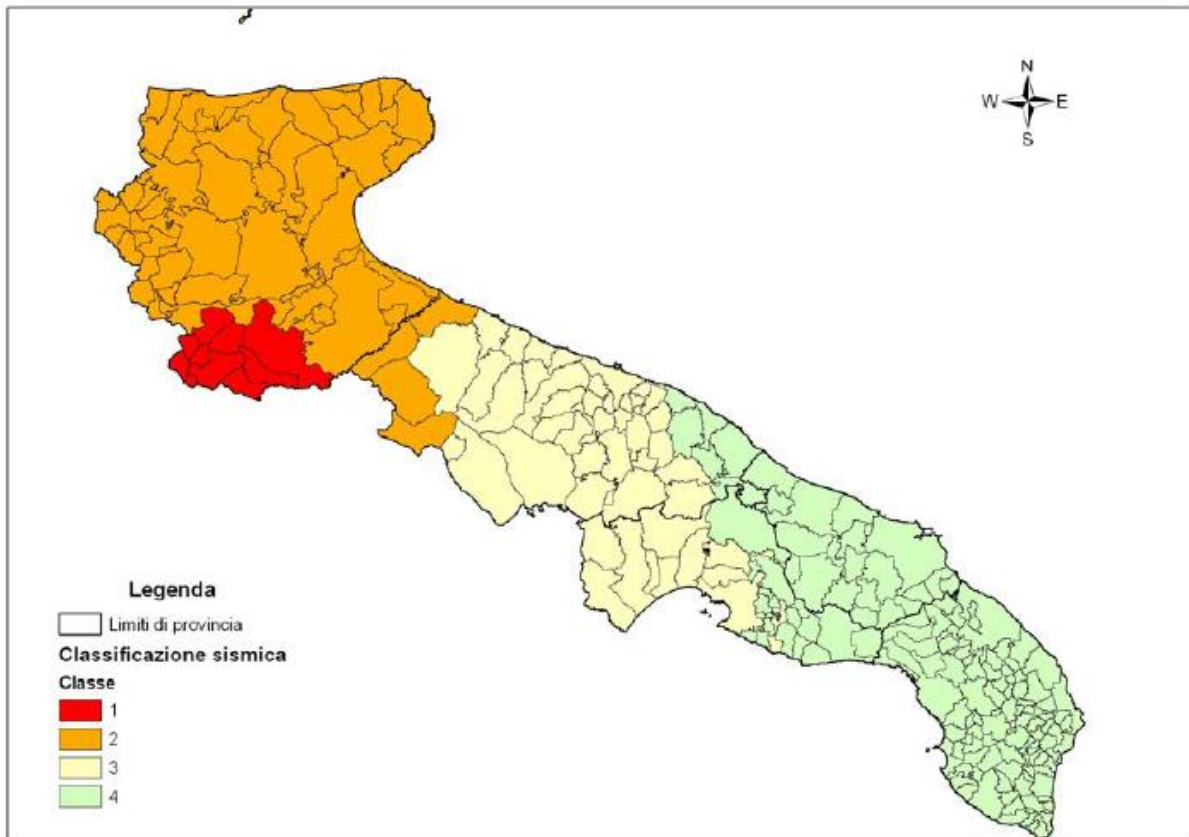 N
W E
S
Legenda
Limiti di provincia
Classificazione sismica
Classe
1
2
3
4